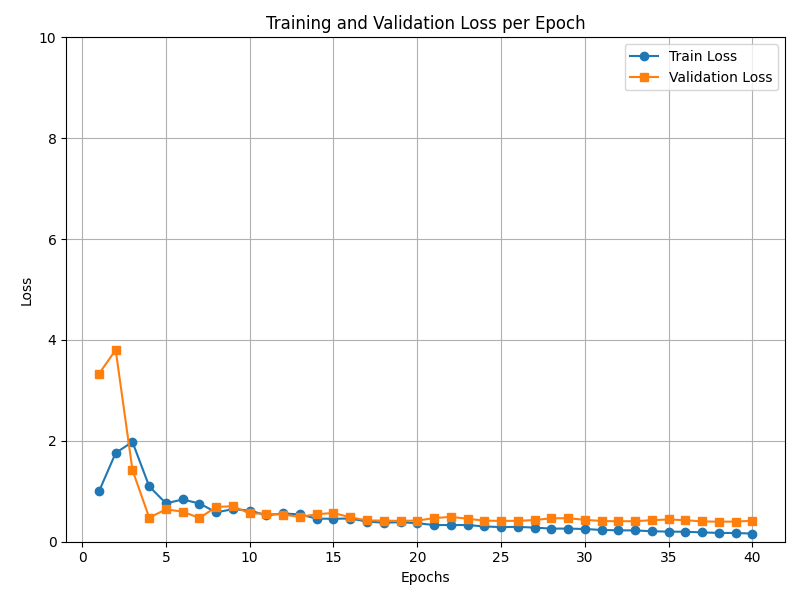 Training and Validation Loss per Epoch
Train Loss
Validation Loss
10
8
6
4
2
0
Loss
0 5 10 15 20 25 30 35 40
Epochs